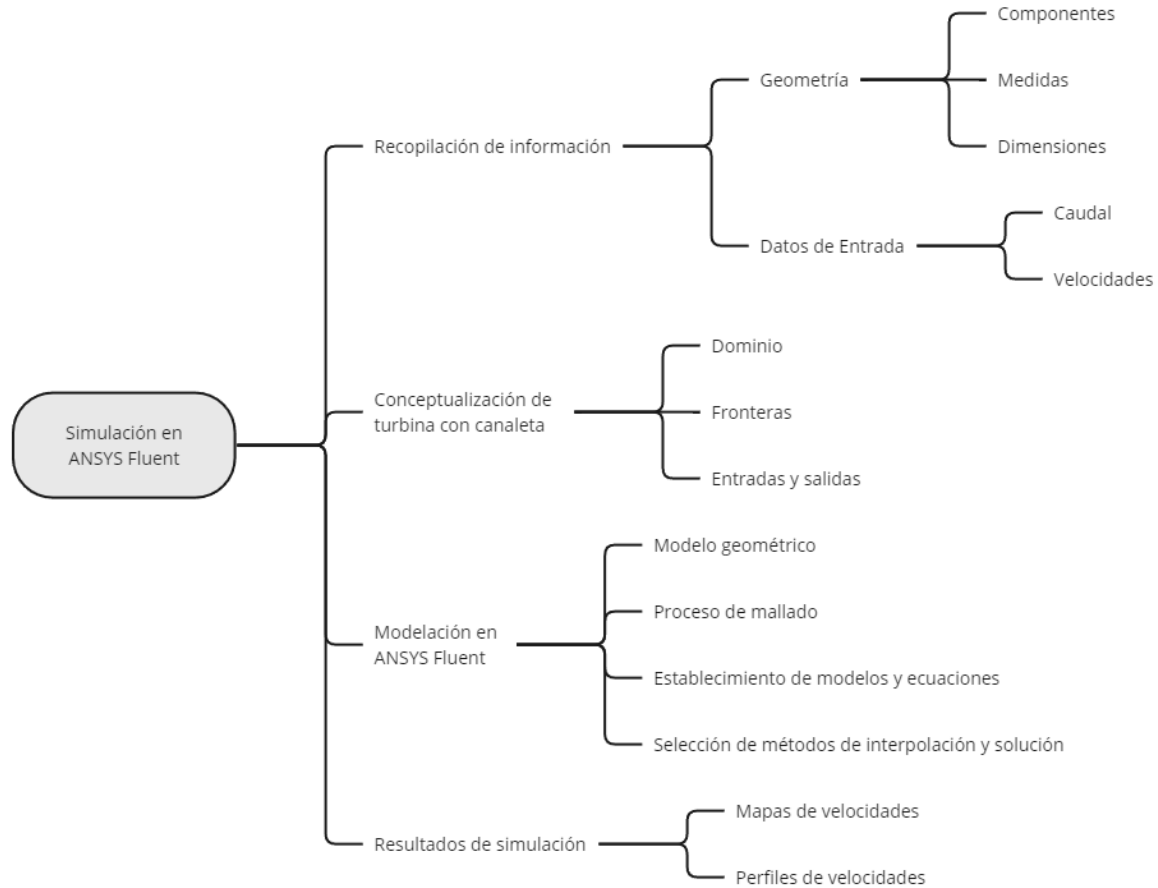 Simulación en
ANSYS Fluent
Recopilación de información
Geometría
Componentes
Medidas
Dimensiones
Datos de Entrada
Caudal
Velocidades
Conceptualización de
turbina con canaleta
Dominio
Fronteras
Entradas y salidas
Modelación en
ANSYS Fluent
Modelo geométrico
Proceso de mallado
Establecimiento de modelos y ecuaciones
Selección de métodos de interpolación y solución
Resultados de simulación
Mapas de velocidades
Perfiles de velocidades